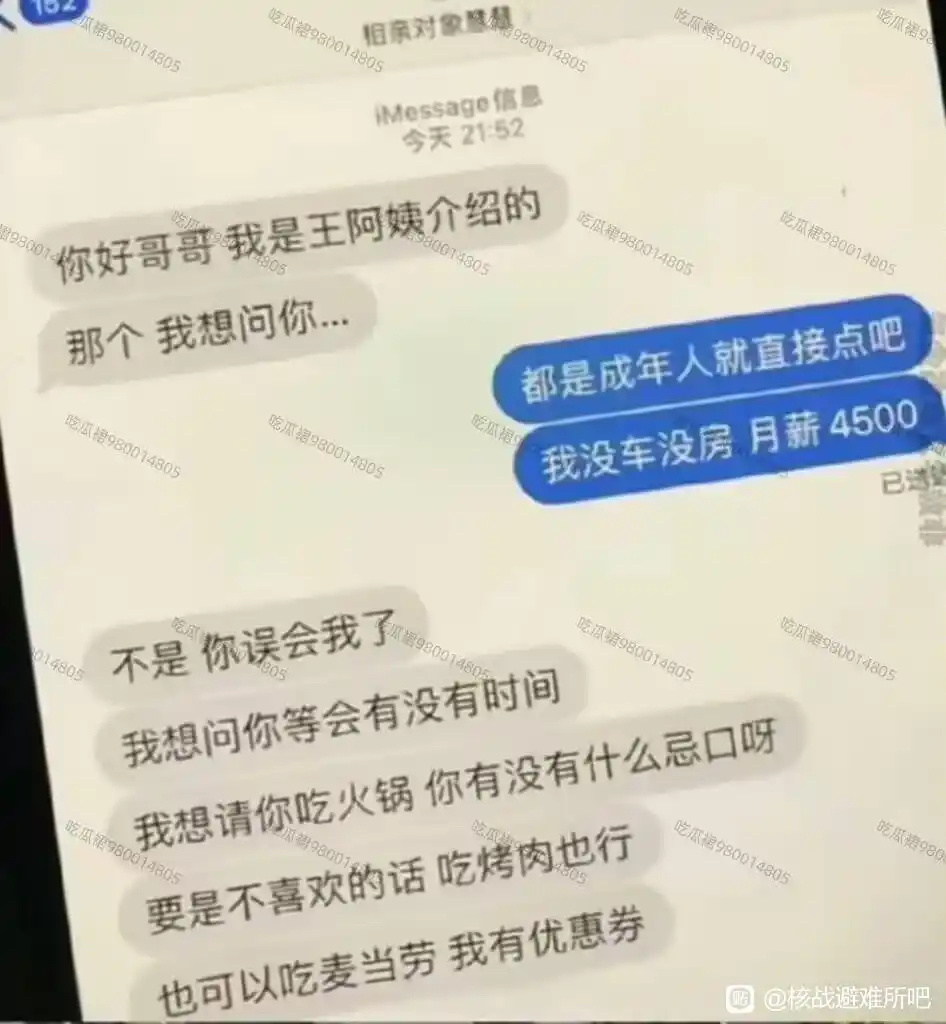 152
相亲对象慧慧
iMessage信息
今天 21:52
你好哥哥 我是王阿姨介绍的
那个 我想问你...
都是成年人就直接点吧
我没车没房 月薪 4500
不是 你误会我了
我想问你等会有没有时间
我想请你吃火锅 你有没有什么忌口呀
要是不喜欢的话 吃烤肉也行
也可以吃麦当劳 我有优惠券
吃瓜裙980014805
@核战避难所吧